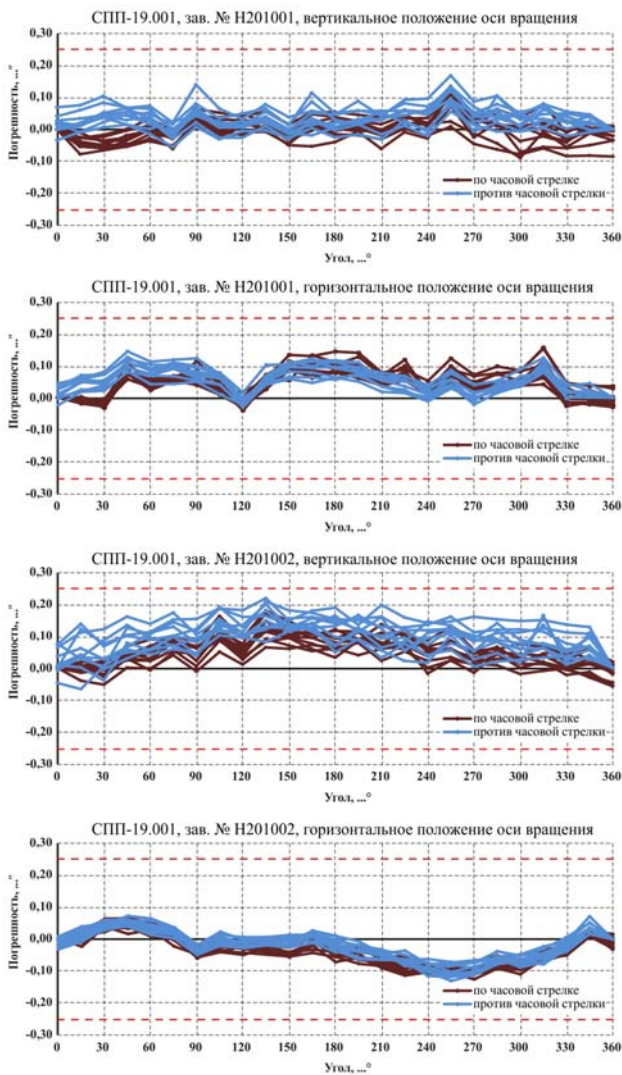 СПП-19.001, зав. № Н201001, вертикальное положение оси вращения
Погрешность, ...°
0,30
0,20
0,10
0,00
-0,10
-0,20
-0,30
по часовой стрелке
против часовой стрелки
0 30 60 90 120 150 180 210 240 270 300 330 360
Угол, ...°
СПП-19.001, зав. № Н201001, горизонтальное положение оси вращения
Погрешность, ...°
0,30
0,20
0,10
0,00
-0,10
-0,20
-0,30
по часовой стрелке
против часовой стрелки
0 30 60 90 120 150 180 210 240 270 300 330 360
Угол, ...°
СПП-19.001, зав. № Н201002, вертикальное положение оси вращения
Погрешность, ...°
0,30
0,20
0,10
0,00
-0,10
-0,20
-0,30
по часовой стрелке
против часовой стрелки
0 30 60 90 120 150 180 210 240 270 300 330 360
Угол, ...°
СПП-19.001, зав. № Н201002, горизонтальное положение оси вращения
Погрешность, ...°
0,30
0,20
0,10
0,00
-0,10
-0,20
-0,30
по часовой стрелке
против часовой стрелки
0 30 60 90 120 150 180 210 240 270 300 330 360
Угол, ...°